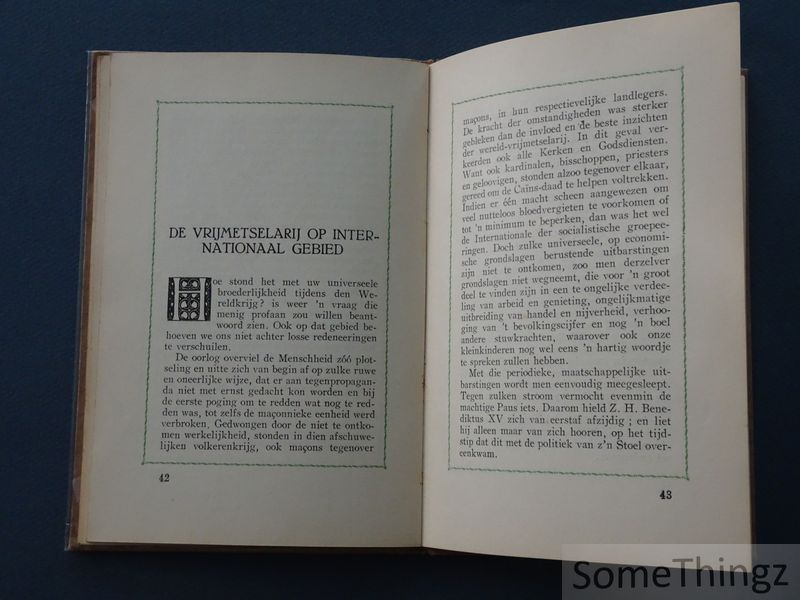 DE VRIJMETSELARIJ OP INTER-
NATIONAAL GEBIED
Hoe stond het met uw universeele
broederlijkheid tijdens den We-
reldkrijg? is weer 'n vraag die
menig profaan zou willen beant-
woord zien. Ook op dat gebied be-
hoeven we ons niet achter losse redeneeringen
te verschuilen.
De oorlog overviel de Menschheid zóó plot-
seling en uitte zich van begin af op zulke ruwe
en oneerlijke wijze, dat er aan tegenpropagan-
da niet met ernst gedacht kon worden en bij
de eerste poging om te redden wat nog te red-
den was, tot zelfs de maçonnieke eenheid werd
verbroken. Gedwongen door de niet te ontko-
men werkelijkheid, stonden in dien afschuwe-
lijken volkerenkrijg, ook maçons tegenover
42
maçons, in hun respectievelijke landlegers.
De kracht der omstandigheden was sterker
gebleken dan de invloed en de beste inzichten
der wereld-vrijmetselarij. In dit geval ver-
keerden ook alle Kerken en Godsdiensten.
Want ook kardinalen, bisschoppen, priesters
en geloovigen, stonden alzoo tegenover elkaar,
gereed om de Cains-daad te helpen voltrekken.
Indien er één macht scheen aangewezen om
veel nutteloos bloedvergieten te voorkomen of
tot 'n minimum te beperken, dan was het wel
de Internationale der socialistische groepee-
ringen. Doch zulke universeele, op economi-
sche grondslagen berustende uitbarstingen
zijn niet te ontkomen, zoo men derzelver
grondslagen niet wegneemt, die voor 'n groot
deel te vinden zijn in een te ongelijke verdee-
ling van arbeid en genieting, ongelijkmatige
uitbreiding van handel en nijverheid, verhoo-
ging van 't bevolkingscijfer en nog 'n boel
andere stuwkrachten, waarover ook onze
kleinkinderen nog wel eens 'n hartig woordje
te spreken zullen hebben.
Met die periodieke, maatschappelijke uit-
barstingen wordt men eenvoudig meegesleept.
Tegen zulken stroom vermocht evenmin de
machtige Paus iets. Daarom hield Z. H. Bene-
diktus XV zich van eerstaf afzijdig ; en liet
hij alleen maar van zich hooren, op het tijd-
stip dat dit met de politiek van z'n Stoel over-
eenkwam.
43
SomeThingz